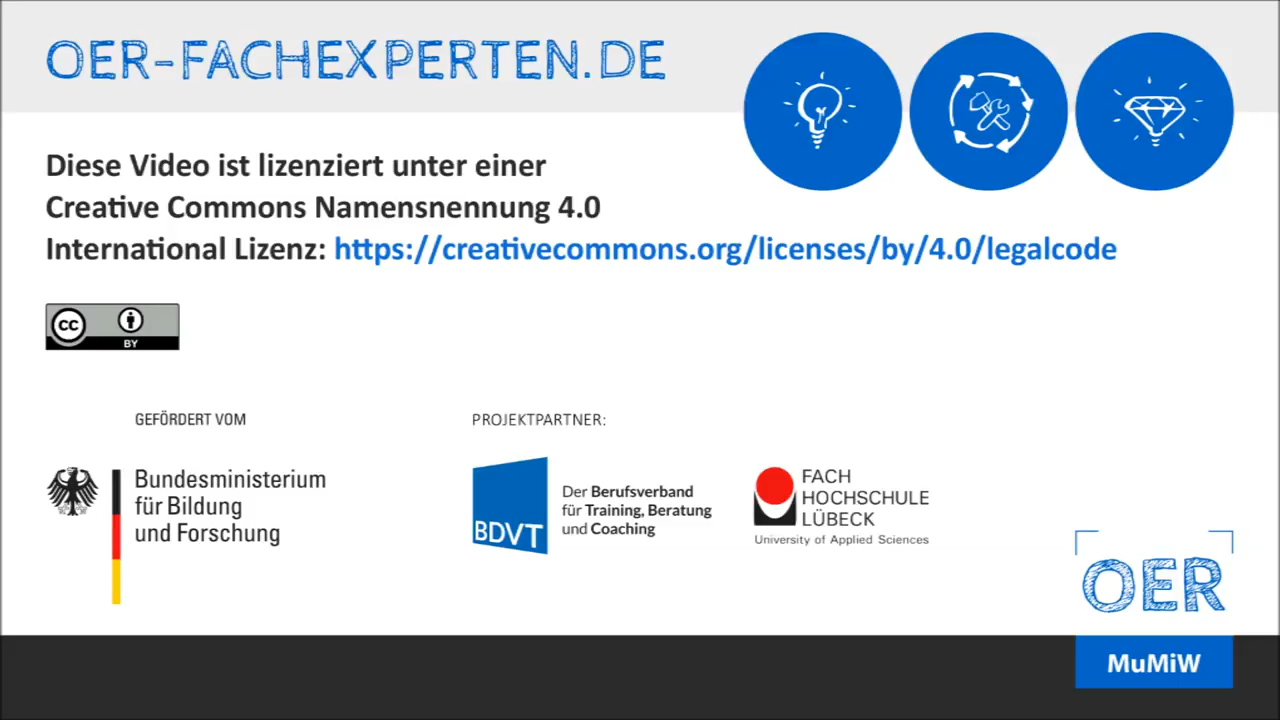 OER-FACHEXPERTEN.DE
Diese Video ist lizenziert unter einer
Creative Commons Namensnennung 4.0
International Lizenz: https://creativecommons.org/licenses/by/4.0/legalcode
CC
BY
GEFÖRDERT VOM
Bundesministerium
für Bildung
und Forschung
PROJEKTPARTNER:
BDVT
Der Berufsverband
für Training, Beratung
und Coaching
FACH
HOCHSCHULE
LÜBECK
University of Applied Sciences
OER
MuMiW